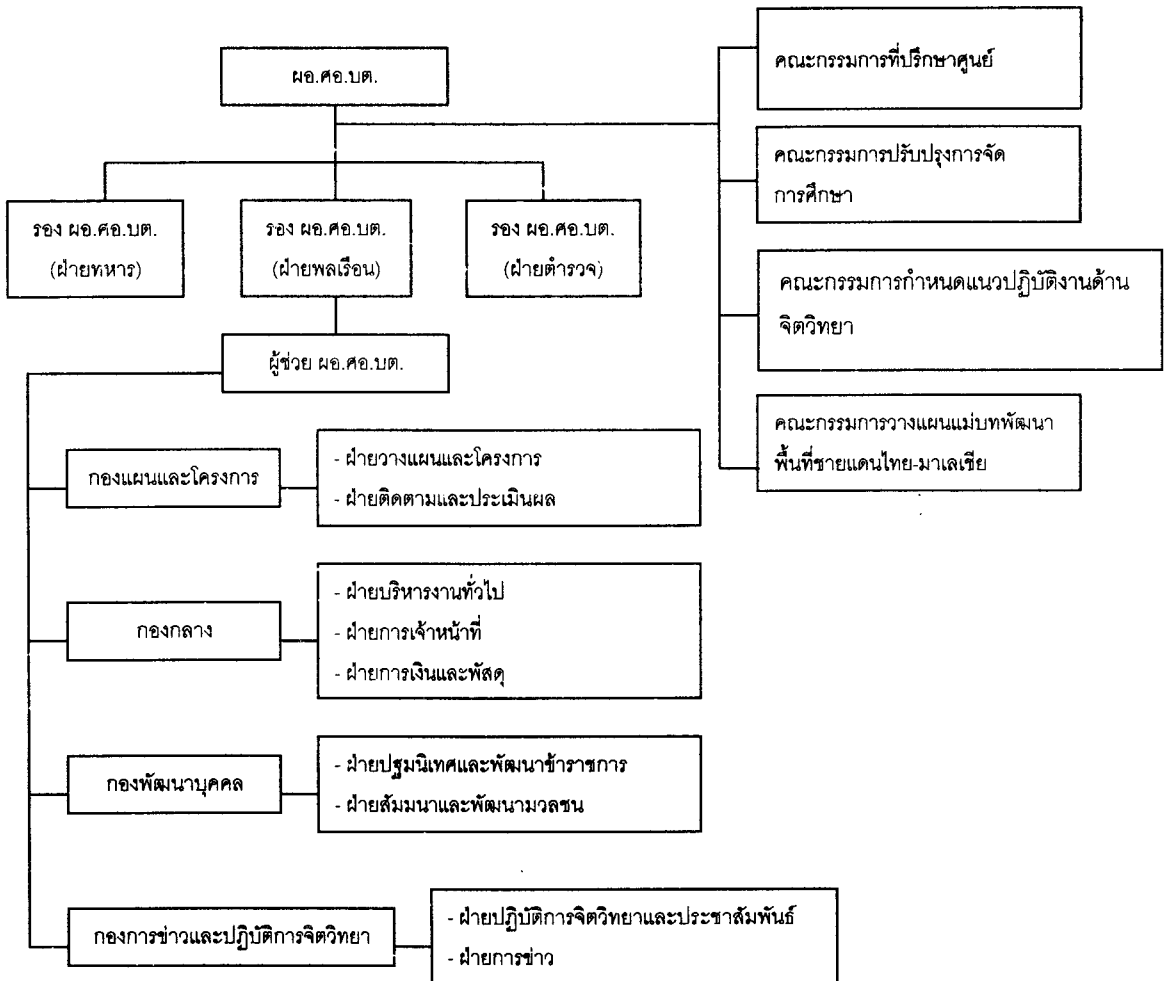 ผอ.ศอ.บต.
รอง ผอ.ศอ.บต.
(ฝ่ายทหาร)
รอง ผอ.ศอ.บต.
(ฝ่ายพลเรือน)
รอง ผอ.ศอ.บต.
(ฝ่ายตำรวจ)
ผู้ช่วย ผอ.ศอ.บต.
คณะกรรมการที่ปรึกษาศูนย์
คณะกรรมการปรับปรุงการจัด
การศึกษา
คณะกรรมการกำหนดแนวปฏิบัติงานด้าน
จิตวิทยา
คณะกรรมการวางแผนแม่บทพัฒนา
พื้นที่ชายแดนไทย-มาเลเซีย
กองแผนและโครงการ
- ฝ่ายวางแผนและโครงการ
- ฝ่ายติดตามและประเมินผล
กองกลาง
- ฝ่ายบริหารงานทั่วไป
- ฝ่ายการเจ้าหน้าที่
- ฝ่ายการเงินและพัสดุ
กองพัฒนาบุคคล
- ฝ่ายปฐมนิเทศและพัฒนาข้าราชการ
- ฝ่ายสัมมนาและพัฒนามวลชน
กองการข่าวและปฏิบัติการจิตวิทยา
- ฝ่ายปฏิบัติการจิตวิทยาและประชาสัมพันธ์
- ฝ่ายการข่าว